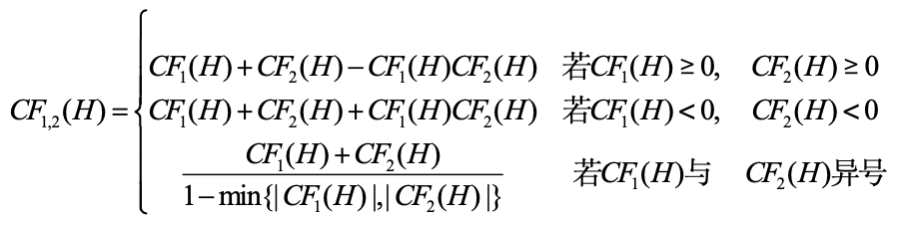 CF₁(H)+CF₂(H)−CF₁(H)CF₂(H) 若CF₁(H)≥0, CF₂(H)≥0
CF₁,₂(H)={CF₁(H)+CF₂(H)+CF₁(H)CF₂(H) 若CF₁(H)<0, CF₂(H)<0
CF₁(H)+CF₂(H)
1−min{|CF₁(H)|,|CF₂(H)|} 若CF₁(H)与 CF₂(H)异号